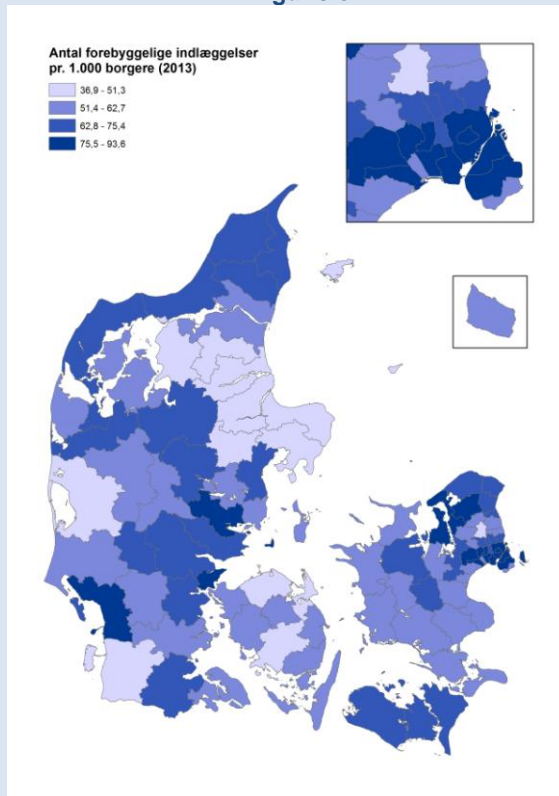 Antal forebyggelige indlæggelser
pr. 1.000 borgere (2013)
36,9 - 51,3
51,4 - 62,7
62,8 - 75,4
75,5 - 93,6